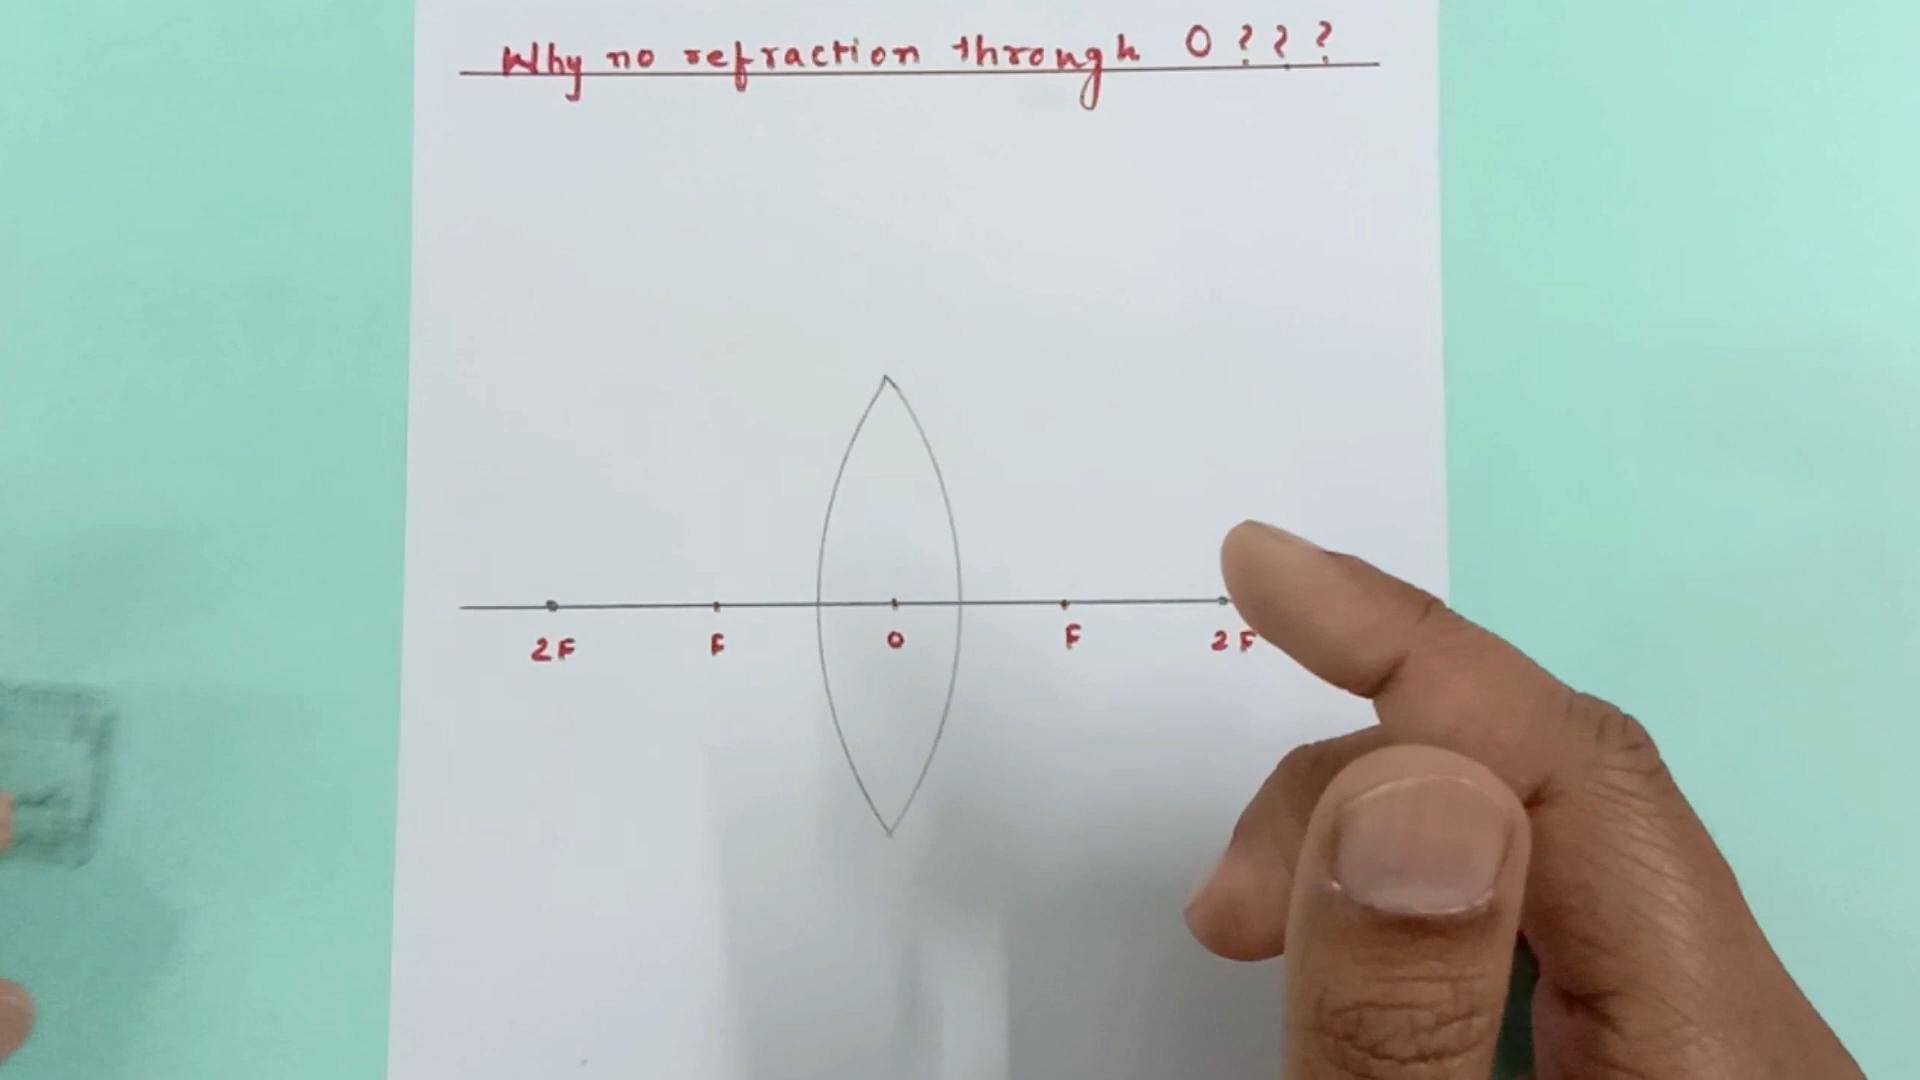 Why no refraction through O ? ? ?
2F F O F 2F